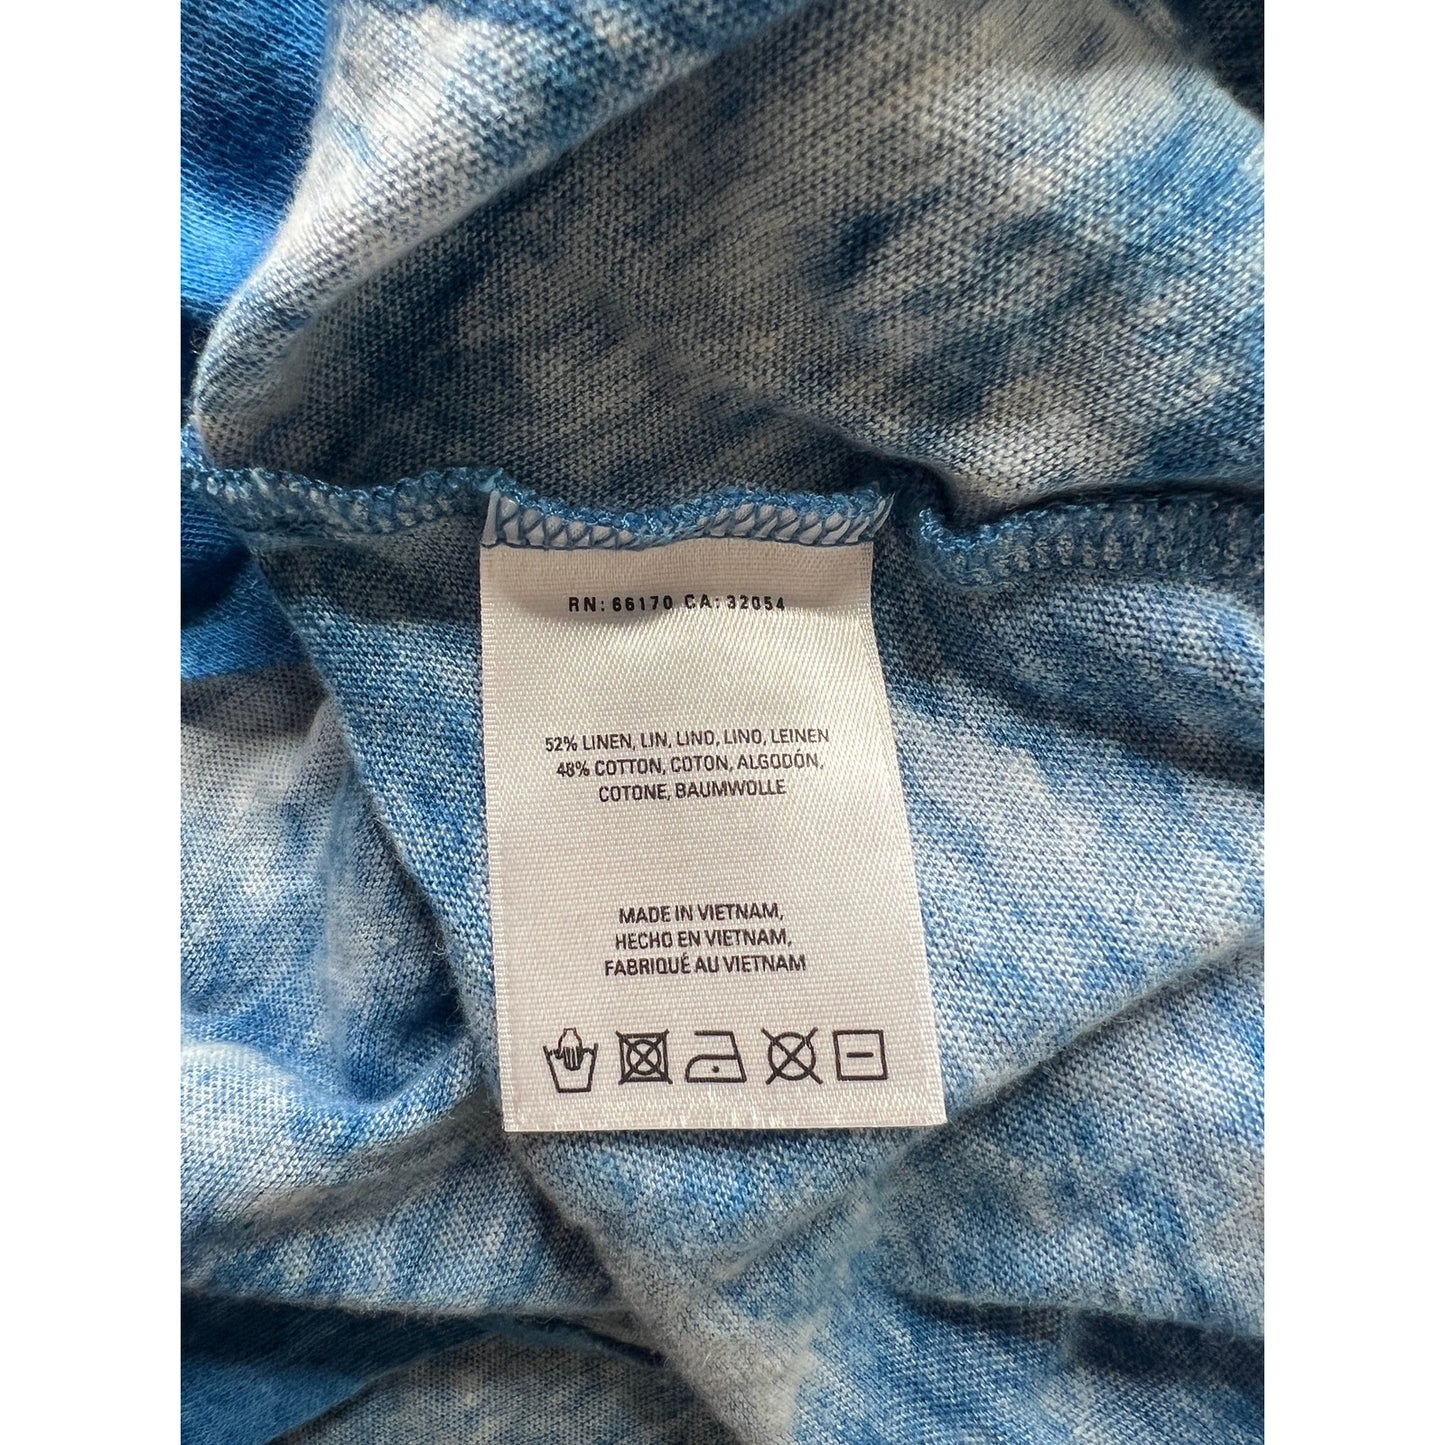 RN: 66170 CA: 32054
52% LINEN, LIN, LINO, LINO, LEINEN
48% COTTON, COTON, ALGODÓN,
COTONE, BAUMWOLLE
MADE IN VIETNAM,
HECHO EN VIETNAM,
FABRIQUÉ AU VIETNAM